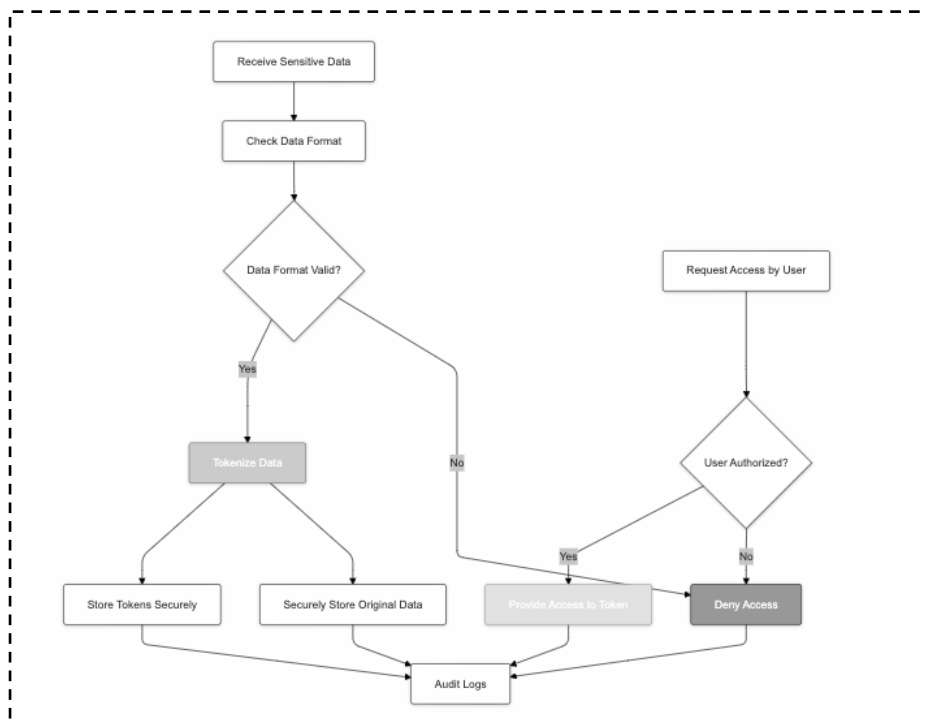 Receive Sensitive Data
Check Data Format
Data Format Valid?
Request Access by User
Yes
Tokenize Data
No
User Authorized?
Yes
No
Store Tokens Securely
Securely Store Original Data
Provide Access to Token
Deny Access
Audit Logs